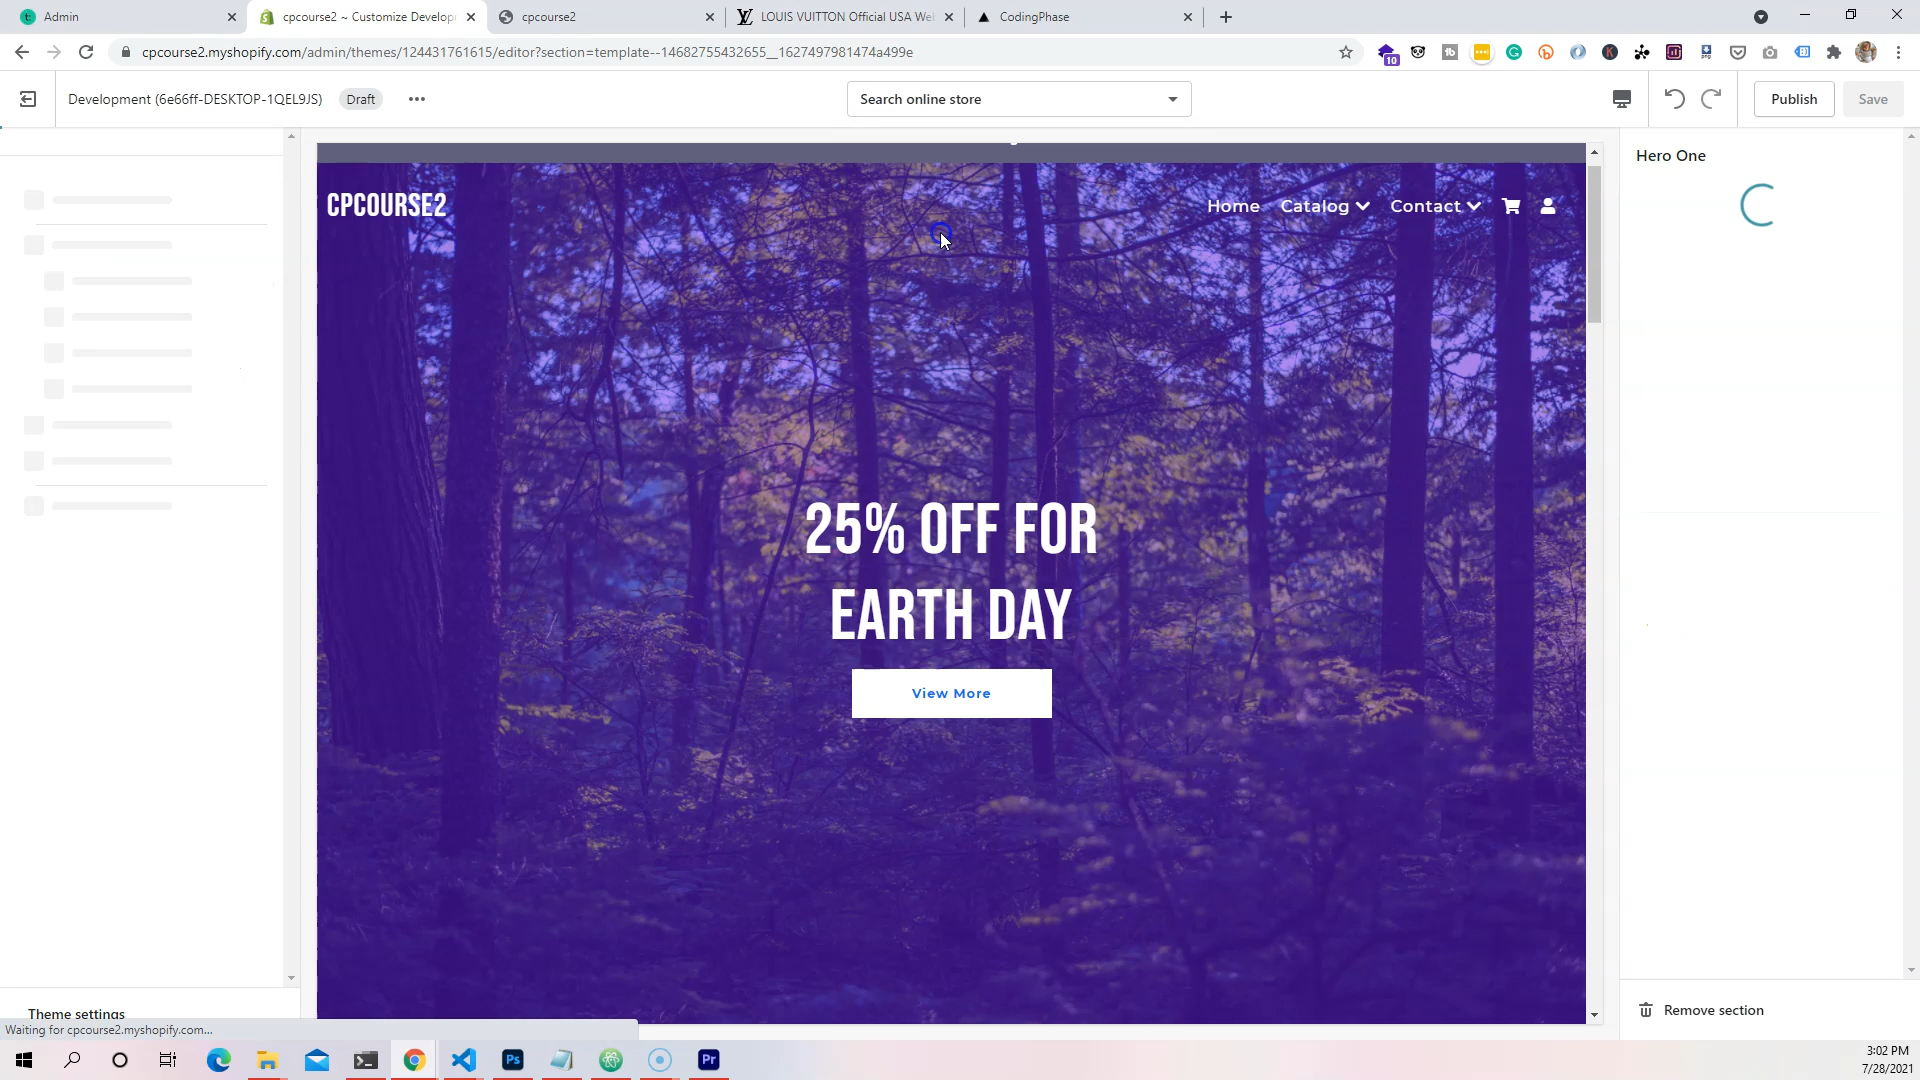 Admin
cpcourse2 ~ Customize Develop
cpcourse2
LOUIS VUITTON Official USA We
CodingPhase
cpcourse2.myshopify.com/admin/themes/124431761615/editor?section=template--14682755432655__1627497981474a499e
10
Development (6e66ff-DESKTOP-1QEL9JS)
Draft
Search online store
Publish
Save
Hero One
CPCOURSE2
Home
Catalog
Contact
25% OFF FOR
EARTH DAY
View More
Theme settings
Remove section
Waiting for cpcourse2.myshopify.com...
Ps
Pr
3:02 PM
7/28/2021